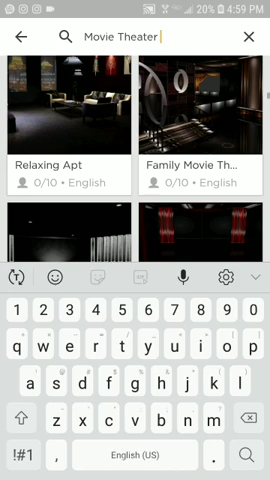 20% 4:59 PM
Movie Theater
Relaxing Apt
0/10 • English
Family Movie Th...
0/10 • English
1 2 3 4 5 6 7 8 9 0
q w e r t y u i o p
a s d f g h j k l
z x c v b n m
!#1 , English (US) .